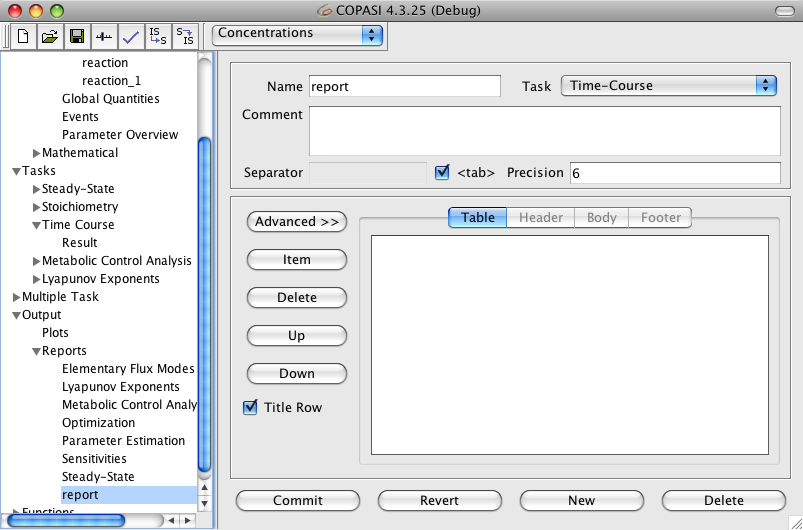 COPASI 4.3.25 (Debug)
IS S S IS
Concentrations
reaction
reaction_1
Global Quantities
Events
Parameter Overview
Mathematical
Tasks
Steady-State
Stoichiometry
Time Course
Result
Metabolic Control Analysis
Lyapunov Exponents
Multiple Task
Output
Plots
Reports
Elementary Flux Modes
Lyapunov Exponents
Metabolic Control Analy
Optimization
Parameter Estimation
Sensitivities
Steady-State
report
Functions
Name report Task Time-Course
Comment
Separator <tab> Precision 6
Advanced >>
Item
Delete
Up
Down
Title Row
Table Header Body Footer
Commit Revert New Delete